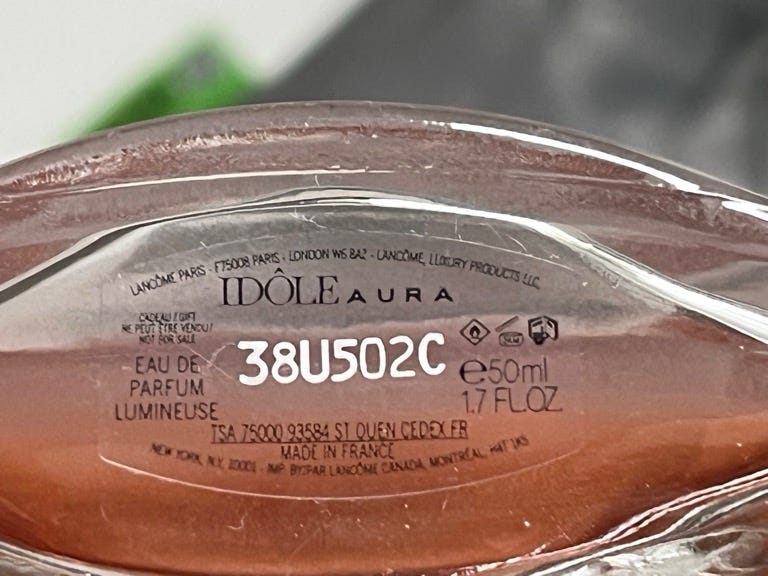 LANCÔME PARIS - F75008 PARIS - LONDON W6 8AZ - LANCÔME, LUXURY PRODUCTS LLC,
IDÔLE AURA
CADEAU / GIFT
NE PEUT ÊTRE VENDU /
NOT FOR SALE
EAU DE
PARFUM
LUMINEUSE
38U502C
24M
e50ml
1.7 FL.OZ
TSA 75000 93584 ST OUEN CEDEX FR
MADE IN FRANCE
NEW YORK, N.Y. 10001 - IMP. BY/PAR LANCÔME CANADA, MONTRÉAL, H4T 1K5